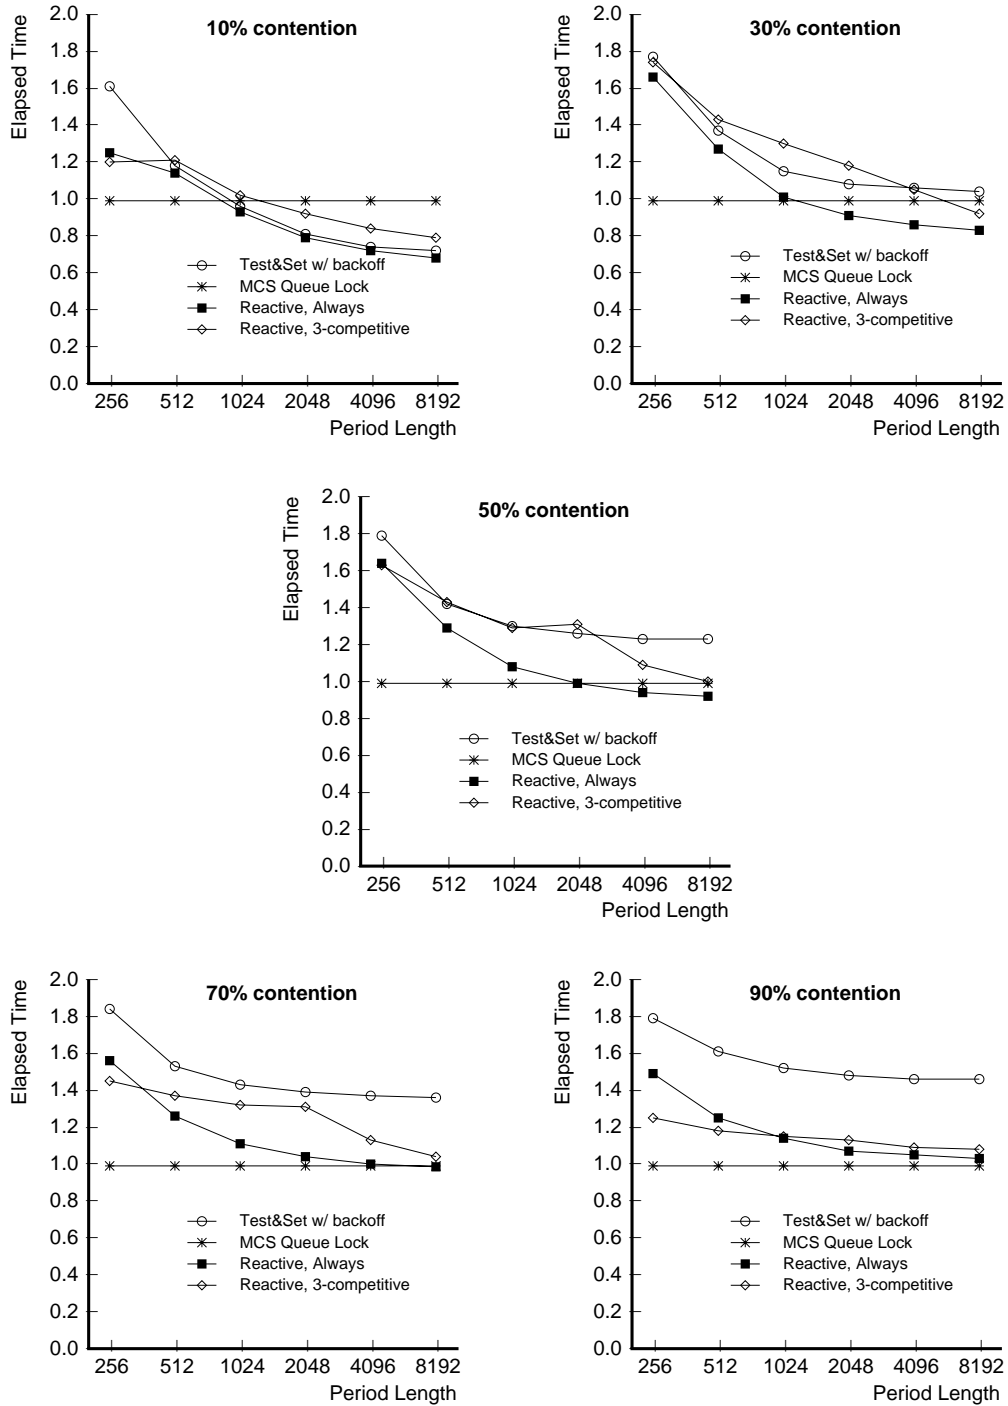 10% contention
Elapsed Time
2.0
1.8
1.6
1.4
1.2
1.0
0.8
0.6
0.4
0.2
0.0
Test&Set w/ backoff
MCS Queue Lock
Reactive, Always
Reactive, 3-competitive
256 512 1024 2048 4096 8192
Period Length
30% contention
Elapsed Time
2.0
1.8
1.6
1.4
1.2
1.0
0.8
0.6
0.4
0.2
0.0
Test&Set w/ backoff
MCS Queue Lock
Reactive, Always
Reactive, 3-competitive
256 512 1024 2048 4096 8192
Period Length
50% contention
Elapsed Time
2.0
1.8
1.6
1.4
1.2
1.0
0.8
0.6
0.4
0.2
0.0
Test&Set w/ backoff
MCS Queue Lock
Reactive, Always
Reactive, 3-competitive
256 512 1024 2048 4096 8192
Period Length
70% contention
Elapsed Time
2.0
1.8
1.6
1.4
1.2
1.0
0.8
0.6
0.4
0.2
0.0
Test&Set w/ backoff
MCS Queue Lock
Reactive, Always
Reactive, 3-competitive
256 512 1024 2048 4096 8192
Period Length
90% contention
Elapsed Time
2.0
1.8
1.6
1.4
1.2
1.0
0.8
0.6
0.4
0.2
0.0
Test&Set w/ backoff
MCS Queue Lock
Reactive, Always
Reactive, 3-competitive
256 512 1024 2048 4096 8192
Period Length